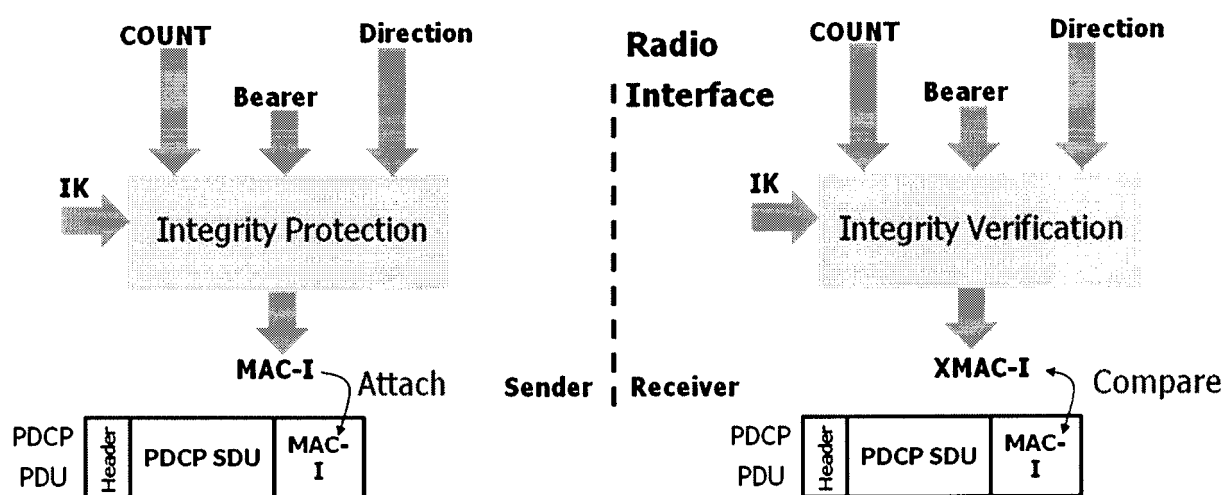 COUNT
Direction
Bearer
IK
Integrity Protection
MAC-I
Attach
PDCP
PDU
Header
PDCP SDU
MAC-
I
Radio
Interface
Sender
Receiver
COUNT
Direction
Bearer
IK
Integrity Verification
XMAC-I
Compare
PDCP
PDU
Header
PDCP SDU
MAC-
I